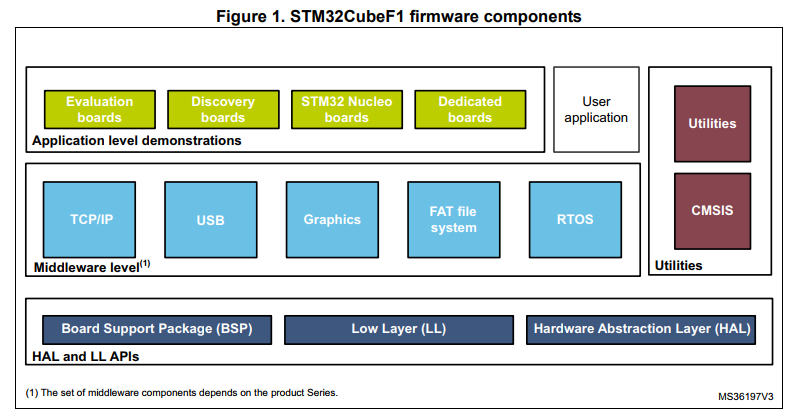 Figure 1. STM32CubeF1 firmware components
Evaluation
boards
Discovery
boards
STM32 Nucleo
boards
Dedicated
boards
Application level demonstrations
User
application
Utilities
CMSIS
Utilities
TCP/IP
USB
Graphics
FAT file
system
RTOS
Middleware level(1)
Board Support Package (BSP)
Low Layer (LL)
Hardware Abstraction Layer (HAL)
HAL and LL APIs
(1) The set of middleware components depends on the product Series.
MS36197V3